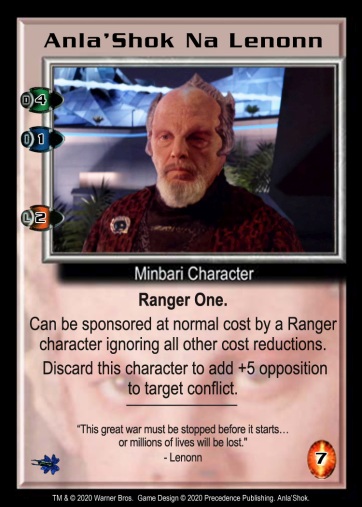 Anla'Shok Na Lenonn
D 4
I 1
L 2
Minbari Character
Ranger One.
Can be sponsored at normal cost by a Ranger
character ignoring all other cost reductions.
Discard this character to add +5 opposition
to target conflict.
"This great war must be stopped before it starts…
or millions of lives will be lost."
- Lenonn
7
TM & © 2020 Warner Bros. Game Design © 2020 Precedence Publishing. Anla'Shok.